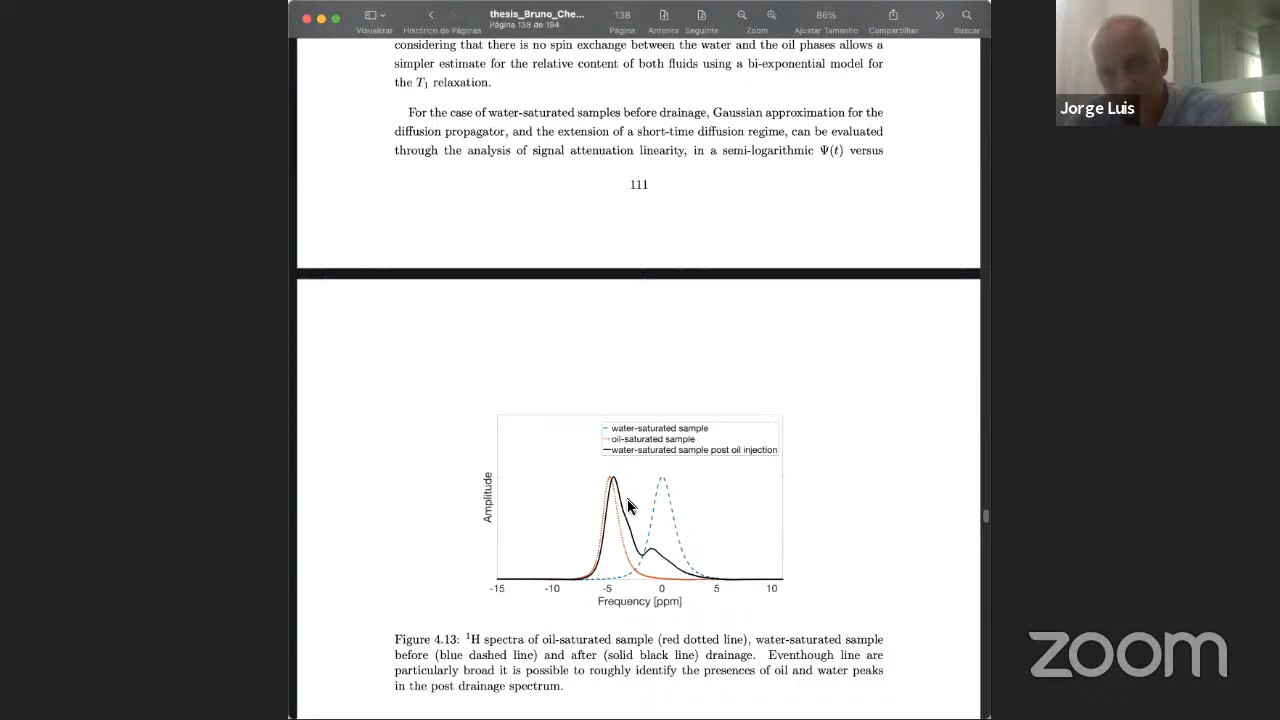 thesis_Bruno_Che...
Página 138 de 194
138
86%
Visualizar
Histórico de Páginas
Página
Anterior
Seguinte
Zoom
Ajustar Tamanho
Compartilhar
Buscar
considering that there is no spin exchange between the water and the oil phases allows a
simpler estimate for the relative content of both fluids using a bi-exponential model for
the T1 relaxation.
For the case of water-saturated samples before drainage, Gaussian approximation for the
diffusion propagator, and the extension of a short-time diffusion regime, can be evaluated
through the analysis of signal attenuation linearity, in a semi-logarithmic Ψ(t) versus
111
water-saturated sample
oil-saturated sample
water-saturated sample post oil injection
Amplitude
-15 -10 -5 0 5 10
Frequency [ppm]
Figure 4.13: 1H spectra of oil-saturated sample (red dotted line), water-saturated sample
before (blue dashed line) and after (solid black line) drainage. Eventhough line are
particularly broad it is possible to roughly identify the presences of oil and water peaks
in the post drainage spectrum.
Jorge Luis
zoom